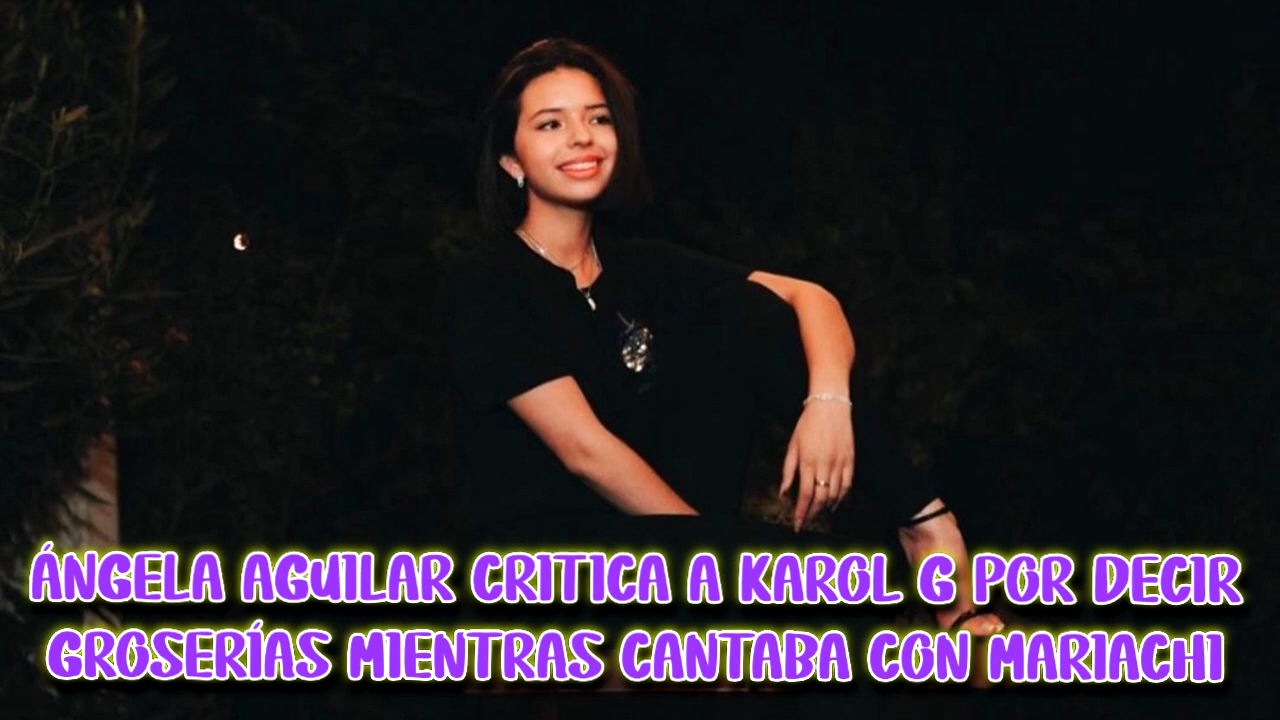 ÁNGELA AGUILAR CRITICA A KAROL G POR DECIR
GROSERÍAS MIENTRAS CANTABA CON MARIACHI